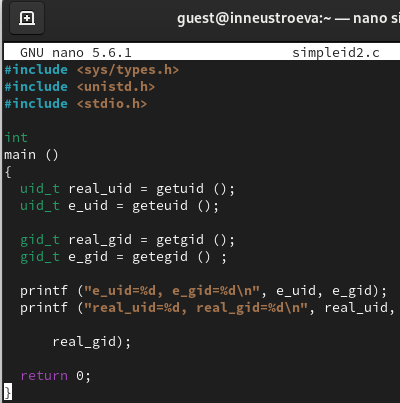 guest@inneustroeva:~ — nano si
GNU nano 5.6.1 simpleid2.c
#include <sys/types.h>
#include <unistd.h>
#include <stdio.h>
int
main ()
{
uid_t real_uid = getuid ();
uid_t e_uid = geteuid ();
gid_t real_gid = getgid ();
gid_t e_gid = getegid () ;
printf ("e_uid=%d, e_gid=%d\n", e_uid, e_gid);
printf ("real_uid=%d, real_gid=%d\n", real_uid,
real_gid);
return 0;
}